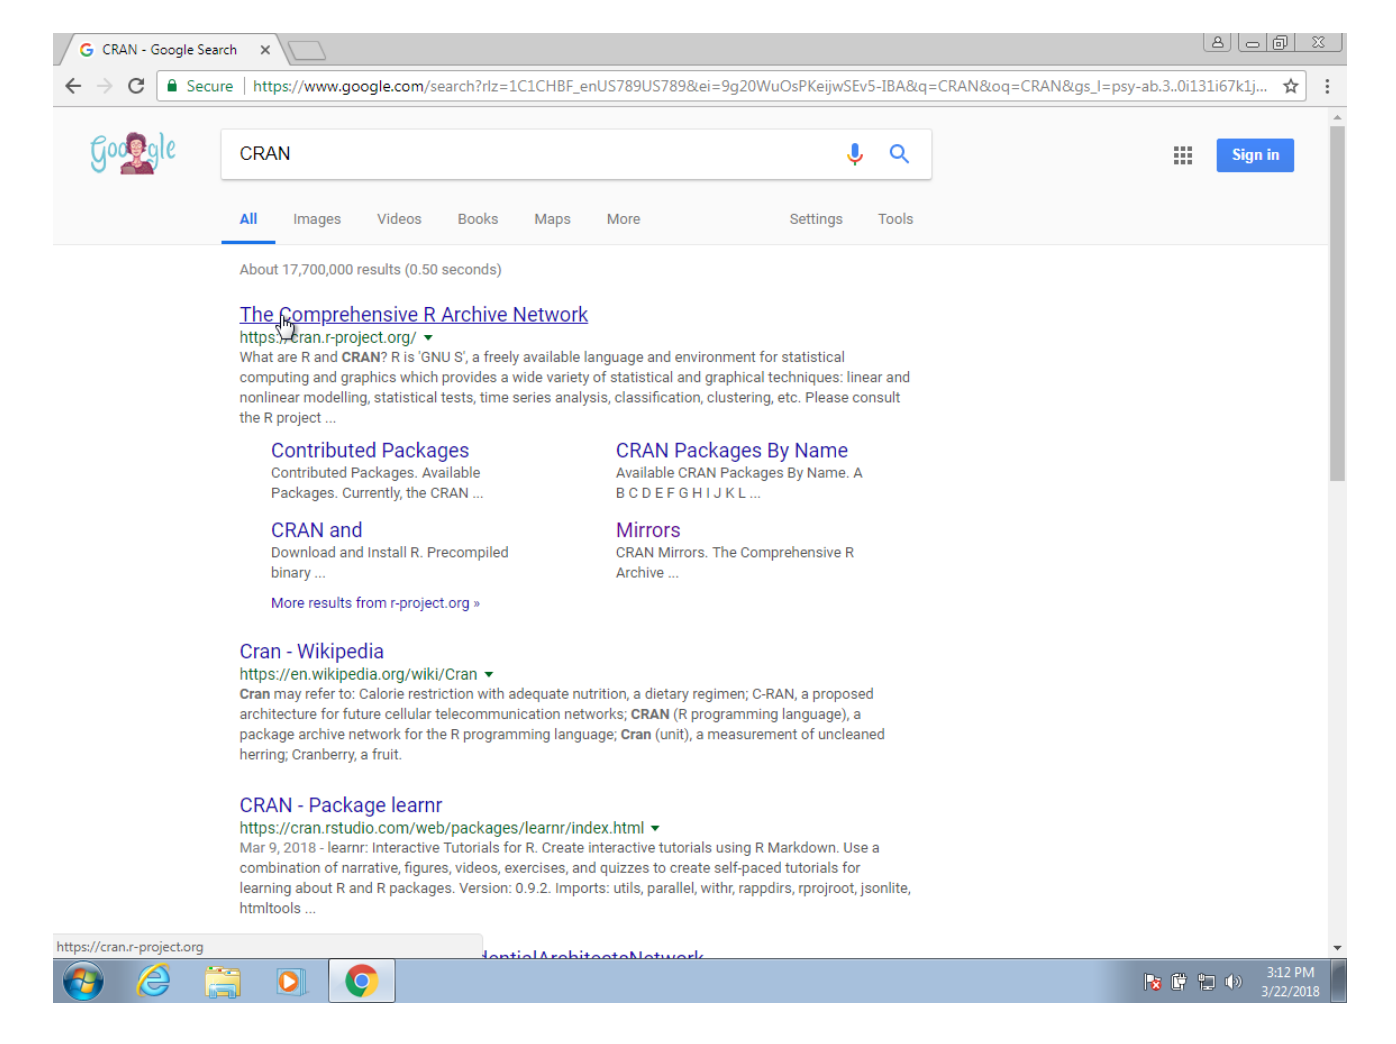 CRAN - Google Search
Secure https://www.google.com/search?rlz=1C1CHBF_enUS789US789&ei=9g20WuOsPKeijwSEv5-IBA&q=CRAN&oq=CRAN&gs_l=psy-ab.3..0i131i67k1j...
Google
CRAN
Sign in
All Images Videos Books Maps More Settings Tools
About 17,700,000 results (0.50 seconds)
The Comprehensive R Archive Network
https://cran.r-project.org/
What are R and CRAN? R is 'GNU S', a freely available language and environment for statistical
computing and graphics which provides a wide variety of statistical and graphical techniques: linear and
nonlinear modelling, statistical tests, time series analysis, classification, clustering, etc. Please consult
the R project ...
Contributed Packages
Contributed Packages. Available
Packages. Currently, the CRAN ...
CRAN Packages By Name
Available CRAN Packages By Name. A
B C D E F G H I J K L ...
CRAN and
Download and Install R. Precompiled
binary ...
Mirrors
CRAN Mirrors. The Comprehensive R
Archive ...
More results from r-project.org »
Cran - Wikipedia
https://en.wikipedia.org/wiki/Cran
Cran may refer to: Calorie restriction with adequate nutrition, a dietary regimen; C-RAN, a proposed
architecture for future cellular telecommunication networks; CRAN (R programming language), a
package archive network for the R programming language; Cran (unit), a measurement of uncleaned
herring; Cranberry, a fruit.
CRAN - Package learnr
https://cran.rstudio.com/web/packages/learnr/index.html
Mar 9, 2018 - learnr: Interactive Tutorials for R. Create interactive tutorials using R Markdown. Use a
combination of narrative, figures, videos, exercises, and quizzes to create self-paced tutorials for
learning about R and R packages. Version: 0.9.2. Imports: utils, parallel, withr, rappdirs, rprojroot, jsonlite,
htmltools ...
https://cran.r-project.org
3:12 PM
3/22/2018